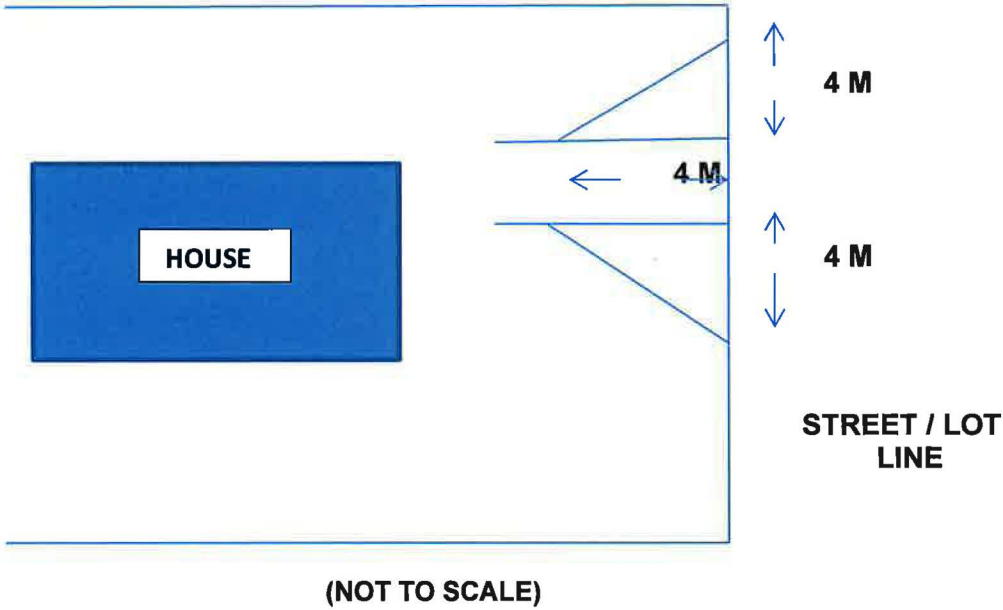 4 M
4 M
HOUSE
4 M
STREET / LOT
LINE
(NOT TO SCALE)